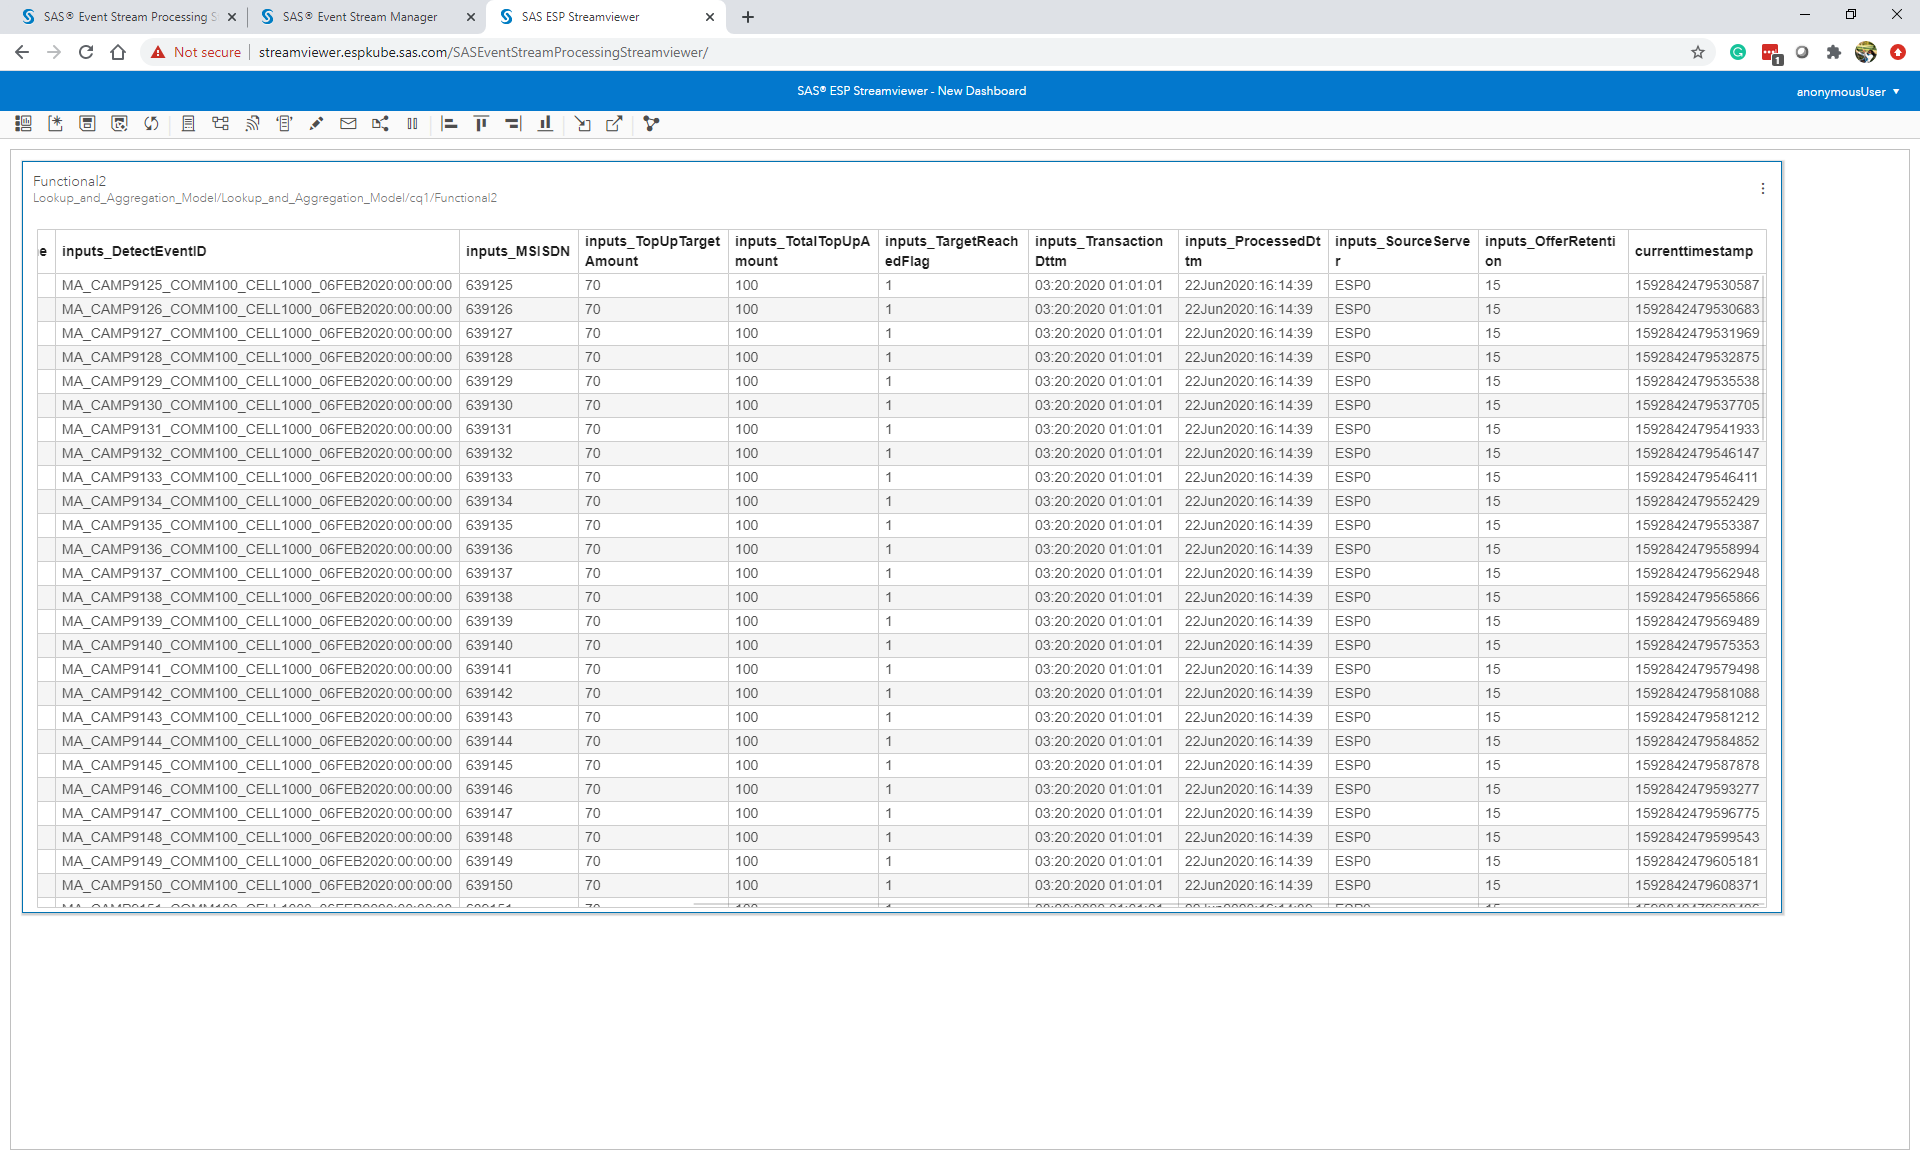 SAS® Event Stream Processing S
SAS® Event Stream Manager
SAS ESP Streamviewer
Not secure
streamviewer.espkube.sas.com/SASEventStreamProcessingStreamviewer/
1
SAS® ESP Streamviewer - New Dashboard
anonymousUser
Functional2
Lookup_and_Aggregation_Model/Lookup_and_Aggregation_Model/cq1/Functional2
e inputs_DetectEventID inputs_MSISDN inputs_TopUpTarget inputs_TotalTopUpA inputs_TargetReach inputs_Transaction inputs_ProcessedDt inputs_SourceServe inputs_OfferRetenti currenttimestamp
Amount mount edFlag Dttm tm r on
MA_CAMP9125_COMM100_CELL1000_06FEB2020:00:00:00 639125 70 100 1 03:20:2020 01:01:01 22Jun2020:16:14:39 ESP0 15 1592842479530587
MA_CAMP9126_COMM100_CELL1000_06FEB2020:00:00:00 639126 70 100 1 03:20:2020 01:01:01 22Jun2020:16:14:39 ESP0 15 1592842479530683
MA_CAMP9127_COMM100_CELL1000_06FEB2020:00:00:00 639127 70 100 1 03:20:2020 01:01:01 22Jun2020:16:14:39 ESP0 15 1592842479531969
MA_CAMP9128_COMM100_CELL1000_06FEB2020:00:00:00 639128 70 100 1 03:20:2020 01:01:01 22Jun2020:16:14:39 ESP0 15 1592842479532875
MA_CAMP9129_COMM100_CELL1000_06FEB2020:00:00:00 639129 70 100 1 03:20:2020 01:01:01 22Jun2020:16:14:39 ESP0 15 1592842479535538
MA_CAMP9130_COMM100_CELL1000_06FEB2020:00:00:00 639130 70 100 1 03:20:2020 01:01:01 22Jun2020:16:14:39 ESP0 15 1592842479537705
MA_CAMP9131_COMM100_CELL1000_06FEB2020:00:00:00 639131 70 100 1 03:20:2020 01:01:01 22Jun2020:16:14:39 ESP0 15 1592842479541933
MA_CAMP9132_COMM100_CELL1000_06FEB2020:00:00:00 639132 70 100 1 03:20:2020 01:01:01 22Jun2020:16:14:39 ESP0 15 1592842479546147
MA_CAMP9133_COMM100_CELL1000_06FEB2020:00:00:00 639133 70 100 1 03:20:2020 01:01:01 22Jun2020:16:14:39 ESP0 15 1592842479546411
MA_CAMP9134_COMM100_CELL1000_06FEB2020:00:00:00 639134 70 100 1 03:20:2020 01:01:01 22Jun2020:16:14:39 ESP0 15 1592842479552429
MA_CAMP9135_COMM100_CELL1000_06FEB2020:00:00:00 639135 70 100 1 03:20:2020 01:01:01 22Jun2020:16:14:39 ESP0 15 1592842479553387
MA_CAMP9136_COMM100_CELL1000_06FEB2020:00:00:00 639136 70 100 1 03:20:2020 01:01:01 22Jun2020:16:14:39 ESP0 15 1592842479558994
MA_CAMP9137_COMM100_CELL1000_06FEB2020:00:00:00 639137 70 100 1 03:20:2020 01:01:01 22Jun2020:16:14:39 ESP0 15 1592842479562948
MA_CAMP9138_COMM100_CELL1000_06FEB2020:00:00:00 639138 70 100 1 03:20:2020 01:01:01 22Jun2020:16:14:39 ESP0 15 1592842479565866
MA_CAMP9139_COMM100_CELL1000_06FEB2020:00:00:00 639139 70 100 1 03:20:2020 01:01:01 22Jun2020:16:14:39 ESP0 15 1592842479569489
MA_CAMP9140_COMM100_CELL1000_06FEB2020:00:00:00 639140 70 100 1 03:20:2020 01:01:01 22Jun2020:16:14:39 ESP0 15 1592842479575353
MA_CAMP9141_COMM100_CELL1000_06FEB2020:00:00:00 639141 70 100 1 03:20:2020 01:01:01 22Jun2020:16:14:39 ESP0 15 1592842479579498
MA_CAMP9142_COMM100_CELL1000_06FEB2020:00:00:00 639142 70 100 1 03:20:2020 01:01:01 22Jun2020:16:14:39 ESP0 15 1592842479581088
MA_CAMP9143_COMM100_CELL1000_06FEB2020:00:00:00 639143 70 100 1 03:20:2020 01:01:01 22Jun2020:16:14:39 ESP0 15 1592842479581212
MA_CAMP9144_COMM100_CELL1000_06FEB2020:00:00:00 639144 70 100 1 03:20:2020 01:01:01 22Jun2020:16:14:39 ESP0 15 1592842479584852
MA_CAMP9145_COMM100_CELL1000_06FEB2020:00:00:00 639145 70 100 1 03:20:2020 01:01:01 22Jun2020:16:14:39 ESP0 15 1592842479587878
MA_CAMP9146_COMM100_CELL1000_06FEB2020:00:00:00 639146 70 100 1 03:20:2020 01:01:01 22Jun2020:16:14:39 ESP0 15 1592842479593277
MA_CAMP9147_COMM100_CELL1000_06FEB2020:00:00:00 639147 70 100 1 03:20:2020 01:01:01 22Jun2020:16:14:39 ESP0 15 1592842479596775
MA_CAMP9148_COMM100_CELL1000_06FEB2020:00:00:00 639148 70 100 1 03:20:2020 01:01:01 22Jun2020:16:14:39 ESP0 15 1592842479599543
MA_CAMP9149_COMM100_CELL1000_06FEB2020:00:00:00 639149 70 100 1 03:20:2020 01:01:01 22Jun2020:16:14:39 ESP0 15 1592842479605181
MA_CAMP9150_COMM100_CELL1000_06FEB2020:00:00:00 639150 70 100 1 03:20:2020 01:01:01 22Jun2020:16:14:39 ESP0 15 1592842479608371